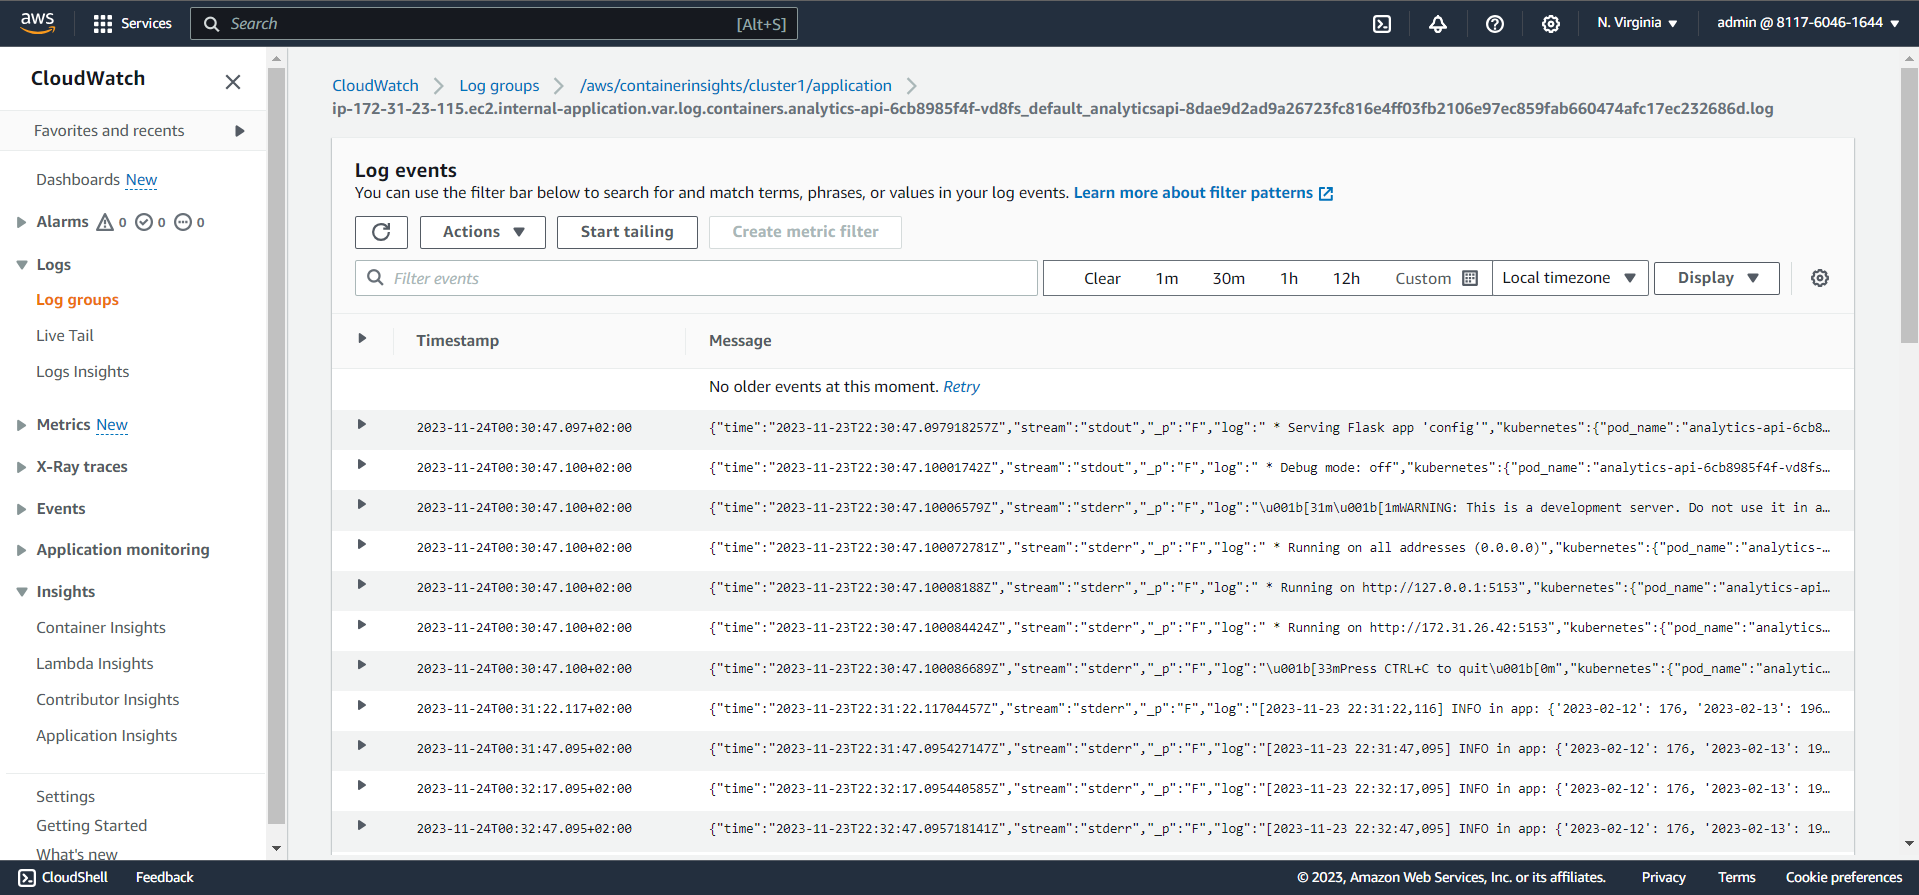 aws
Services
Search
[Alt+S]
N. Virginia
admin @ 8117-6046-1644
CloudWatch
Favorites and recents
Dashboards New
Alarms 0 0 0
Logs
Log groups
Live Tail
Logs Insights
Metrics New
X-Ray traces
Events
Application monitoring
Insights
Container Insights
Lambda Insights
Contributor Insights
Application Insights
Settings
Getting Started
What's new
CloudWatch Log groups /aws/containerinsights/cluster1/application
ip-172-31-23-115.ec2.internal-application.var.log.containers.analytics-api-6cb8985f4f-vd8fs_default_analyticsapi-8dae9d2ad9a26723fc816e4ff03fb2106e97ec859fab660474afc17ec232686d.log
Log events
You can use the filter bar below to search for and match terms, phrases, or values in your log events. Learn more about filter patterns
Actions
Start tailing
Create metric filter
Filter events
Clear 1m 30m 1h 12h Custom
Local timezone
Display
Timestamp Message
No older events at this moment. Retry
2023-11-24T00:30:47.097+02:00 {"time":"2023-11-23T22:30:47.097918257Z","stream":"stdout","_p":"F","log":" * Serving Flask app 'config'","kubernetes":{"pod_name":"analytics-api-6cb8…
2023-11-24T00:30:47.100+02:00 {"time":"2023-11-23T22:30:47.10001742Z","stream":"stdout","_p":"F","log":" * Debug mode: off","kubernetes":{"pod_name":"analytics-api-6cb8985f4f-vd8fs…
2023-11-24T00:30:47.100+02:00 {"time":"2023-11-23T22:30:47.10006579Z","stream":"stderr","_p":"F","log":"\u001b[31m\u001b[1mWARNING: This is a development server. Do not use it in a…
2023-11-24T00:30:47.100+02:00 {"time":"2023-11-23T22:30:47.100072781Z","stream":"stderr","_p":"F","log":" * Running on all addresses (0.0.0.0)","kubernetes":{"pod_name":"analytics-…
2023-11-24T00:30:47.100+02:00 {"time":"2023-11-23T22:30:47.10008188Z","stream":"stderr","_p":"F","log":" * Running on http://127.0.0.1:5153","kubernetes":{"pod_name":"analytics-api…
2023-11-24T00:30:47.100+02:00 {"time":"2023-11-23T22:30:47.100084424Z","stream":"stderr","_p":"F","log":" * Running on http://172.31.26.42:5153","kubernetes":{"pod_name":"analytics…
2023-11-24T00:30:47.100+02:00 {"time":"2023-11-23T22:30:47.100086689Z","stream":"stderr","_p":"F","log":"\u001b[33mPress CTRL+C to quit\u001b[0m","kubernetes":{"pod_name":"analytic…
2023-11-24T00:31:22.117+02:00 {"time":"2023-11-23T22:31:22.11704457Z","stream":"stderr","_p":"F","log":"[2023-11-23 22:31:22,116] INFO in app: {'2023-02-12': 176, '2023-02-13': 196…
2023-11-24T00:31:47.095+02:00 {"time":"2023-11-23T22:31:47.095427147Z","stream":"stderr","_p":"F","log":"[2023-11-23 22:31:47,095] INFO in app: {'2023-02-12': 176, '2023-02-13': 19…
2023-11-24T00:32:17.095+02:00 {"time":"2023-11-23T22:32:17.095440585Z","stream":"stderr","_p":"F","log":"[2023-11-23 22:32:17,095] INFO in app: {'2023-02-12': 176, '2023-02-13': 19…
2023-11-24T00:32:47.095+02:00 {"time":"2023-11-23T22:32:47.095718141Z","stream":"stderr","_p":"F","log":"[2023-11-23 22:32:47,095] INFO in app: {'2023-02-12': 176, '2023-02-13': 19…
CloudShell Feedback © 2023, Amazon Web Services, Inc. or its affiliates. Privacy Terms Cookie preferences